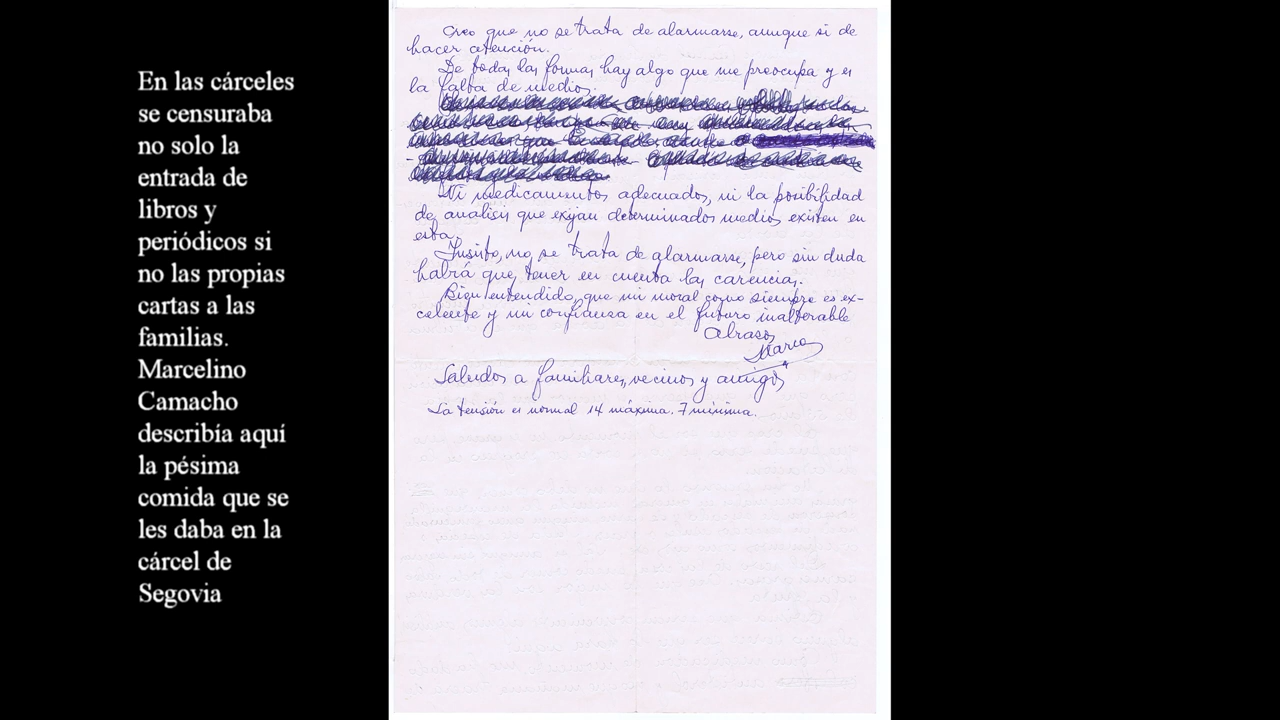 En las cárceles
se censuraba
no solo la
entrada de
libros y
periódicos si
no las propias
cartas a las
familias.
Marcelino
Camacho
describía aquí
la pésima
comida que se
les daba en la
cárcel de
Segovia
Creo que no se trata de alarmarse, aunque si de
hacer atención.
De todas las formas hay algo que me preocupa y es
la falta de medios.
Ni medicamentos adecuados, ni la posibilidad
de analisis que exijan determinados medios existen en
esta.
Insisto, no se trata de alarmarse, pero sin duda
habrá que tener en cuenta las carencias.
Bien entendido, que mi moral como siempre es ex-
celente y mi confianza en el futuro inalterable
Abrazos
Saludos a familiares, vecinos y amigos
La tensión es normal 14 máxima. 7 minima.